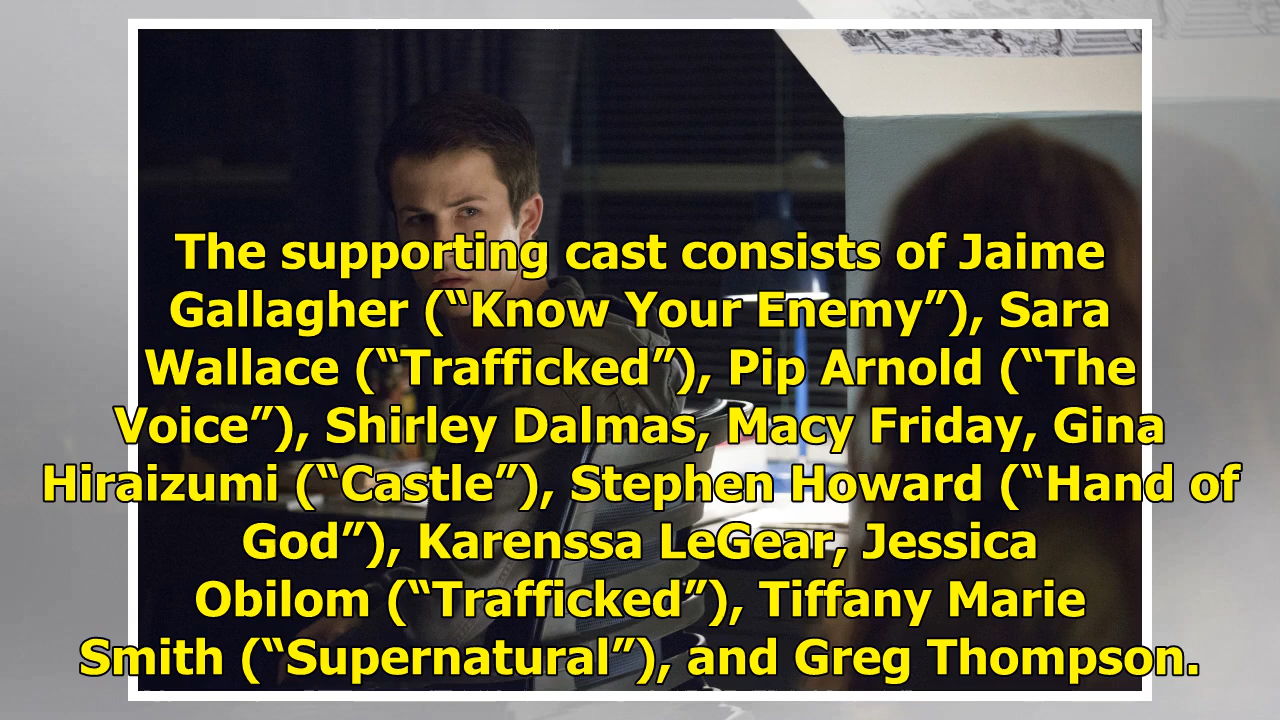 The supporting cast consists of Jaime
Gallagher (“Know Your Enemy”), Sara
Wallace (“Trafficked”), Pip Arnold (“The
Voice”), Shirley Dalmas, Macy Friday, Gina
Hiraizumi (“Castle”), Stephen Howard (“Hand of
God”), Karenssa LeGear, Jessica
Obilom (“Trafficked”), Tiffany Marie
Smith (“Supernatural”), and Greg Thompson.